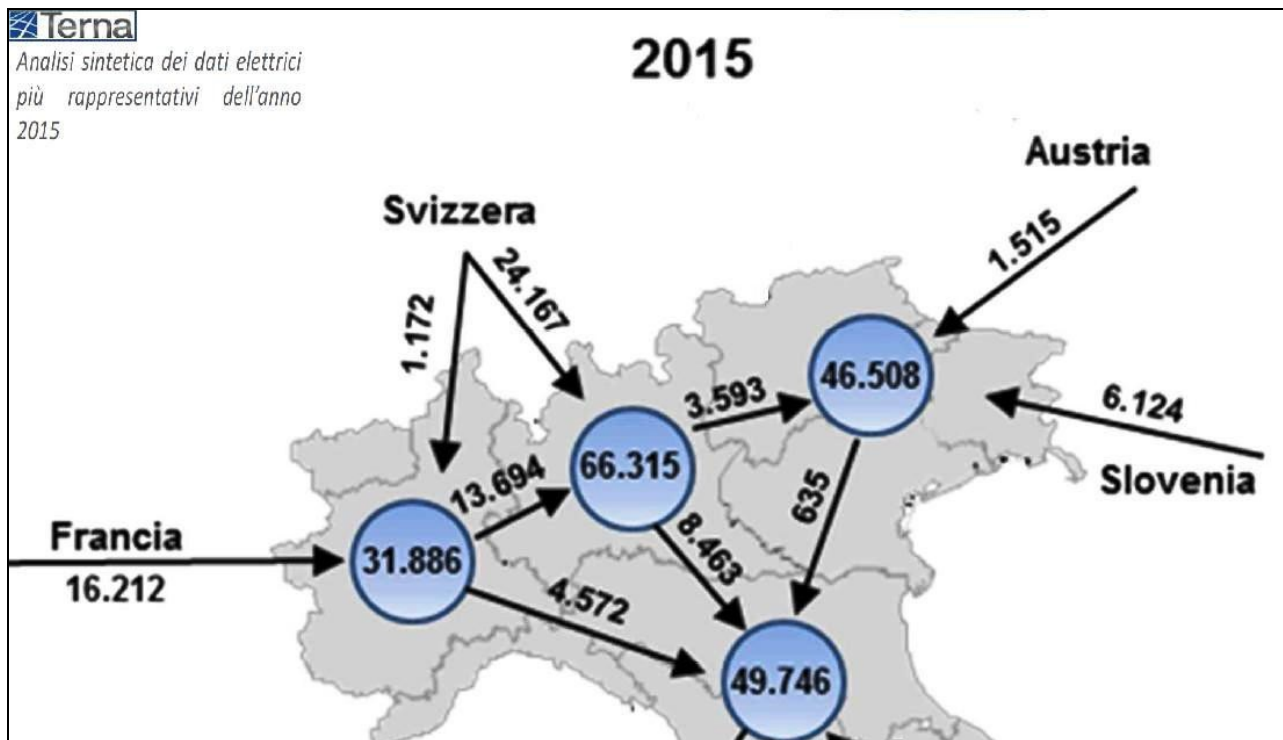 Terna
Analisi sintetica dei dati elettrici
più rappresentativi dell'anno
2015
2015
Austria
1.515
Svizzera
24.167
1.172
46.508
3.593
6.124
Slovenia
66.315
13.694
635
8.463
Francia
16.212
31.886
4.572
49.746